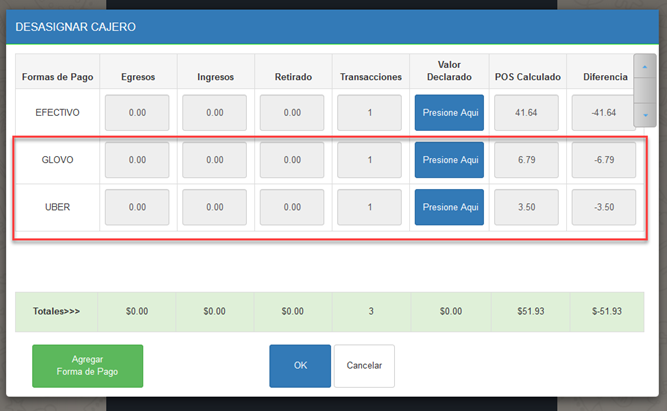 DESASIGNAR CAJERO
Formas de Pago Egresos Ingresos Retirado Transacciones Valor Declarado POS Calculado Diferencia
EFECTIVO 0.00 0.00 0.00 1 Presione Aqui 41.64 -41.64
GLOVO 0.00 0.00 0.00 1 Presione Aqui 6.79 -6.79
UBER 0.00 0.00 0.00 1 Presione Aqui 3.50 -3.50
Totales>>> $0.00 $0.00 $0.00 3 $0.00 $51.93 $-51.93
Agregar
Forma de Pago
OK
Cancelar